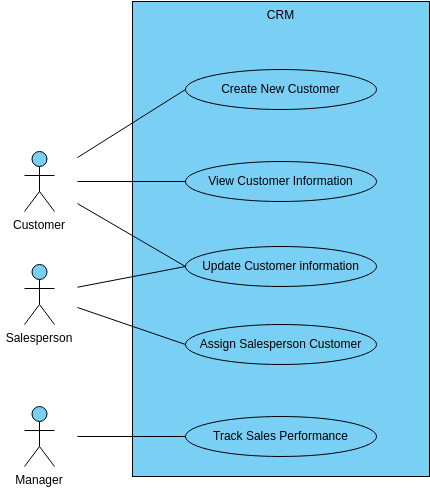 CRM
Create New Customer
View Customer Information
Customer
Update Customer information
Salesperson
Assign Salesperson Customer
Track Sales Performance
Manager